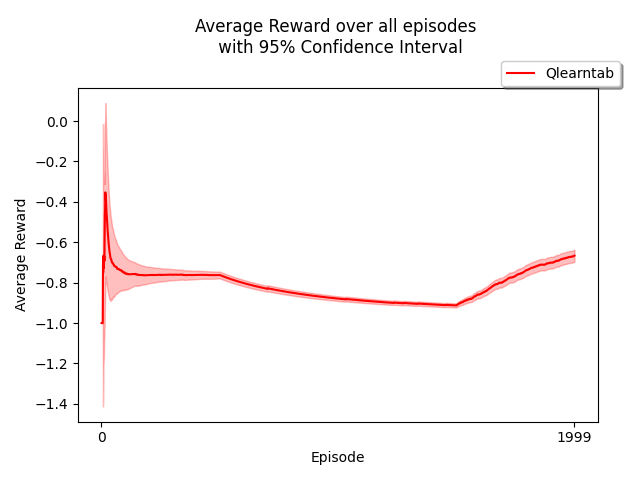 Average Reward over all episodes
with 95% Confidence Interval
Qlearntab
0.0
−0.2
−0.4
−0.6
−0.8
−1.0
−1.2
−1.4
Average Reward
0
1999
Episode